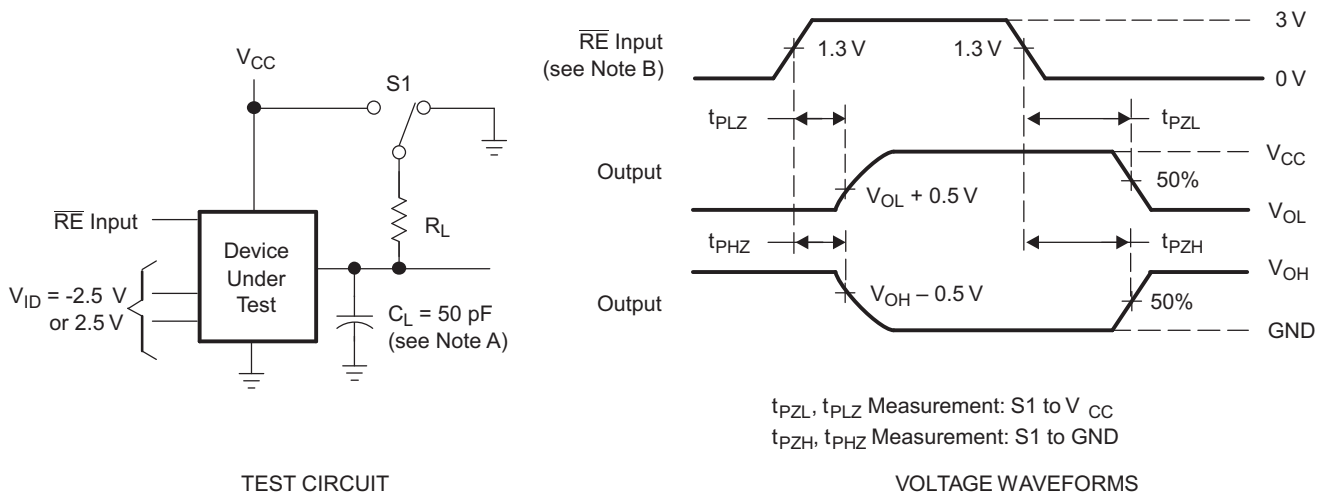 V_CC
S1
R̅E̅ Input
Device
Under
Test
V_ID = -2.5 V
or 2.5 V
R_L
C_L = 50 pF
(see Note A)
TEST CIRCUIT
R̅E̅ Input
(see Note B)
1.3 V
1.3 V
3 V
0 V
t_PLZ
t_PZL
Output
V_OL + 0.5 V
50%
V_CC
V_OL
t_PHZ
t_PZH
Output
V_OH – 0.5 V
50%
V_OH
GND
t_PZL, t_PLZ Measurement: S1 to V_CC
t_PZH, t_PHZ Measurement: S1 to GND
VOLTAGE WAVEFORMS